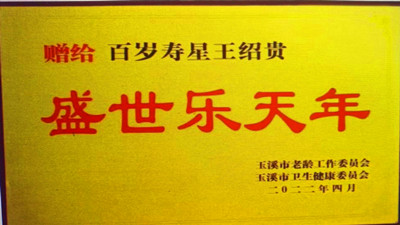 赠给 百岁寿星王绍贵
盛世乐天年
玉溪市老龄工作委员会
玉溪市卫生健康委员会
二〇二二年四月